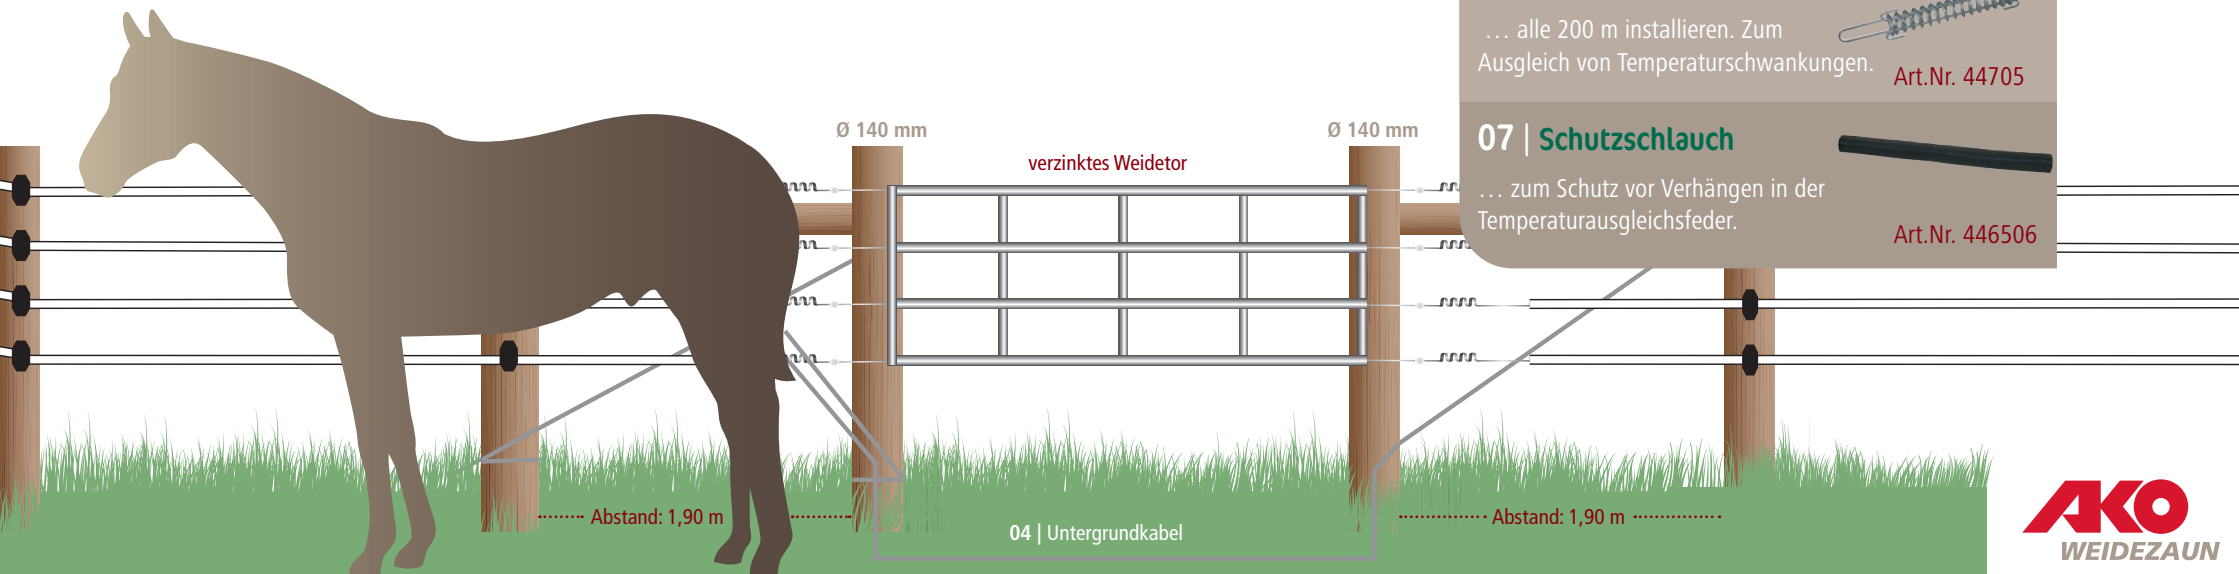 … alle 200 m installieren. Zum
Ausgleich von Temperaturschwankungen.
Art.Nr. 44705
07 | Schutzschlauch
… zum Schutz vor Verhängen in der
Temperaturausgleichsfeder.
Art.Nr. 446506
Ø 140 mm
Ø 140 mm
verzinktes Weidetor
Abstand: 1,90 m
04 | Untergrundkabel
Abstand: 1,90 m
AKO
WEIDEZAUN